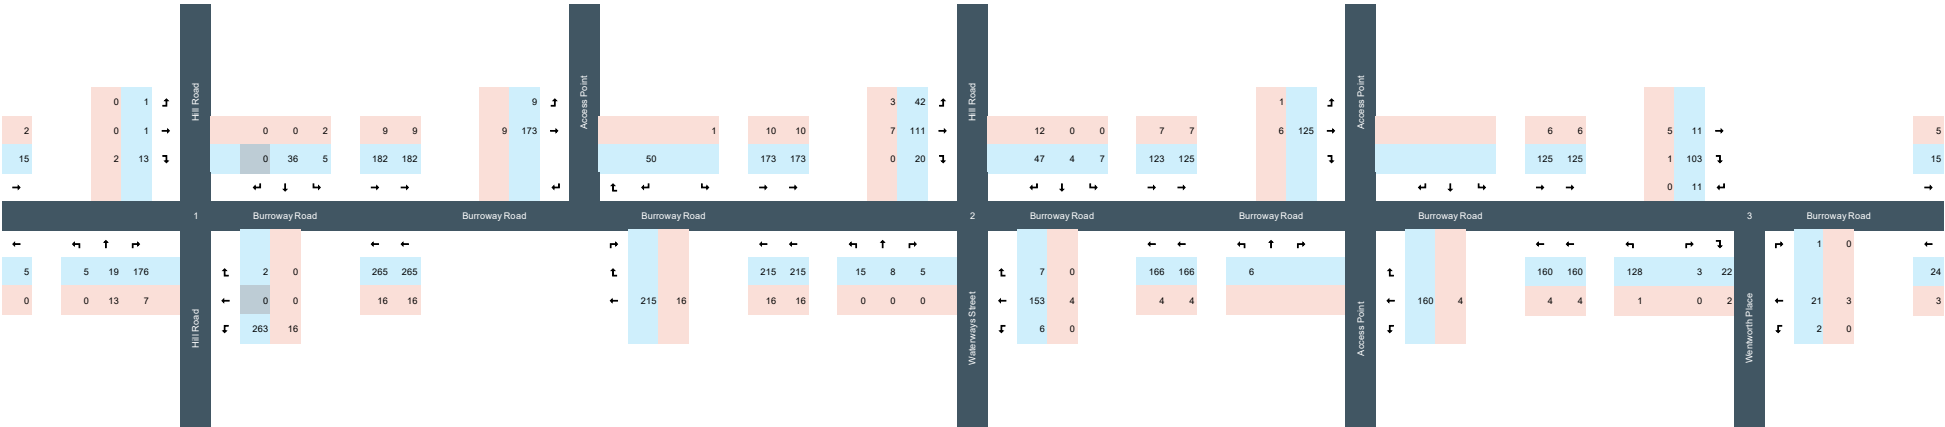 Hill Road
Access Point
Hill Road
Access Point
0 1
9
3 42
1
2
0 1
0 0 2
9 9
9 173
1
10 10
7 111
12 0 0
7 7
6 125
6 6
5 11
5
15
2 13
0 36 5
182 182
50
173 173
0 20
47 4 7
123 125
125 125
1 103
15
0 11
1
Burroway Road
Burroway Road
Burroway Road
2
Burroway Road
Burroway Road
Burroway Road
3
Burroway Road
1 0
5
5 19 176
2 0
265 265
215 215
15 8 5
7 0
166 166
6
160 160
128 3 22
24
0
0 13 7
0 0
16 16
215 16
16 16
0 0 0
153 4
4 4
160 4
4 4
1 0 2
21 3
3
263 16
6 0
2 0
Hill Road
Waterways Street
Access Point
Wentworth Place